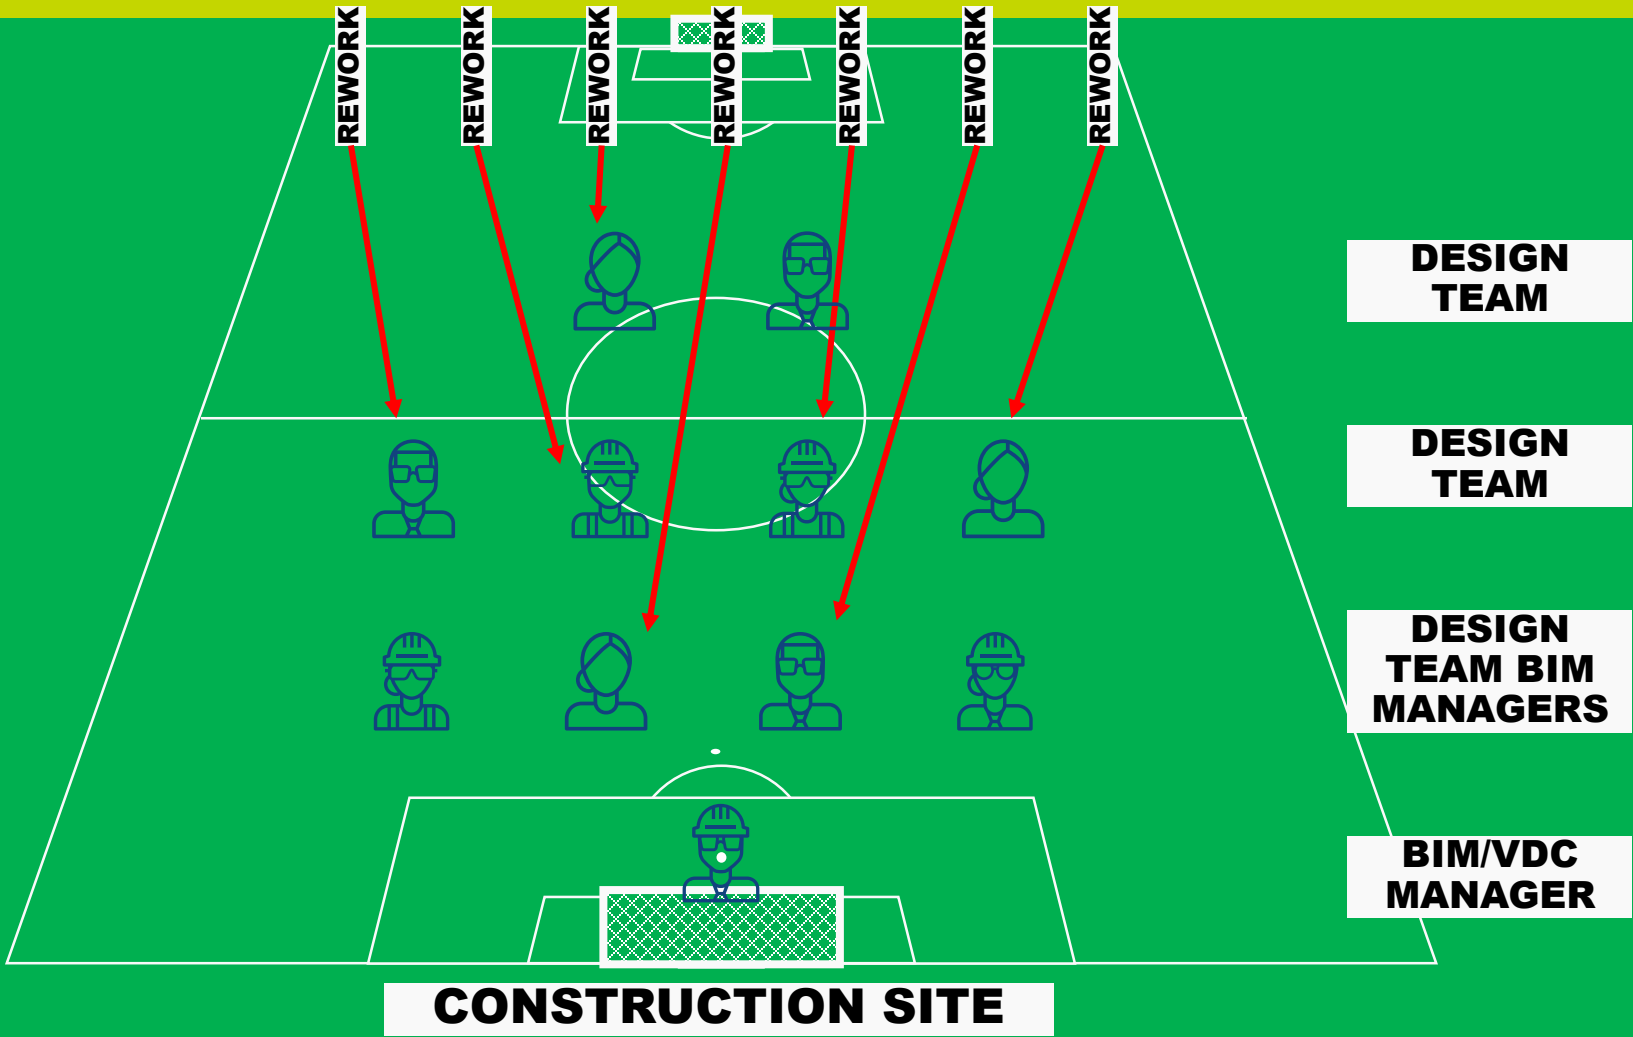 REWORK
REWORK
REWORK
REWORK
REWORK
REWORK
REWORK
DESIGN
TEAM
DESIGN
TEAM
DESIGN
TEAM BIM
MANAGERS
BIM/VDC
MANAGER
CONSTRUCTION SITE